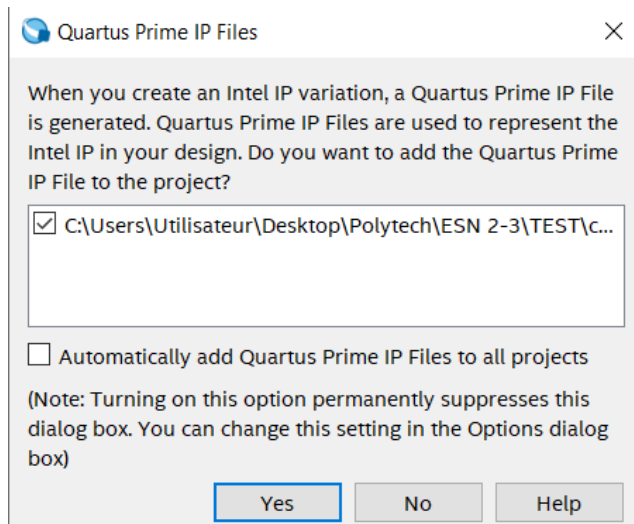 Quartus Prime IP Files
When you create an Intel IP variation, a Quartus Prime IP File
is generated. Quartus Prime IP Files are used to represent the
Intel IP in your design. Do you want to add the Quartus Prime
IP File to the project?
C:\Users\Utilisateur\Desktop\Polytech\ESN 2-3\TEST\c...
Automatically add Quartus Prime IP Files to all projects
(Note: Turning on this option permanently suppresses this
dialog box. You can change this setting in the Options dialog
box)
Yes No Help